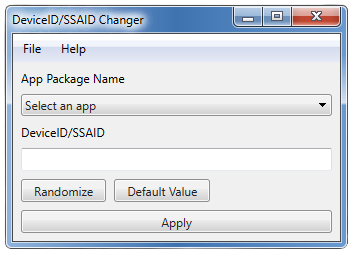 DeviceID/SSAID Changer
File Help
App Package Name
Select an app
DeviceID/SSAID
Randomize Default Value
Apply